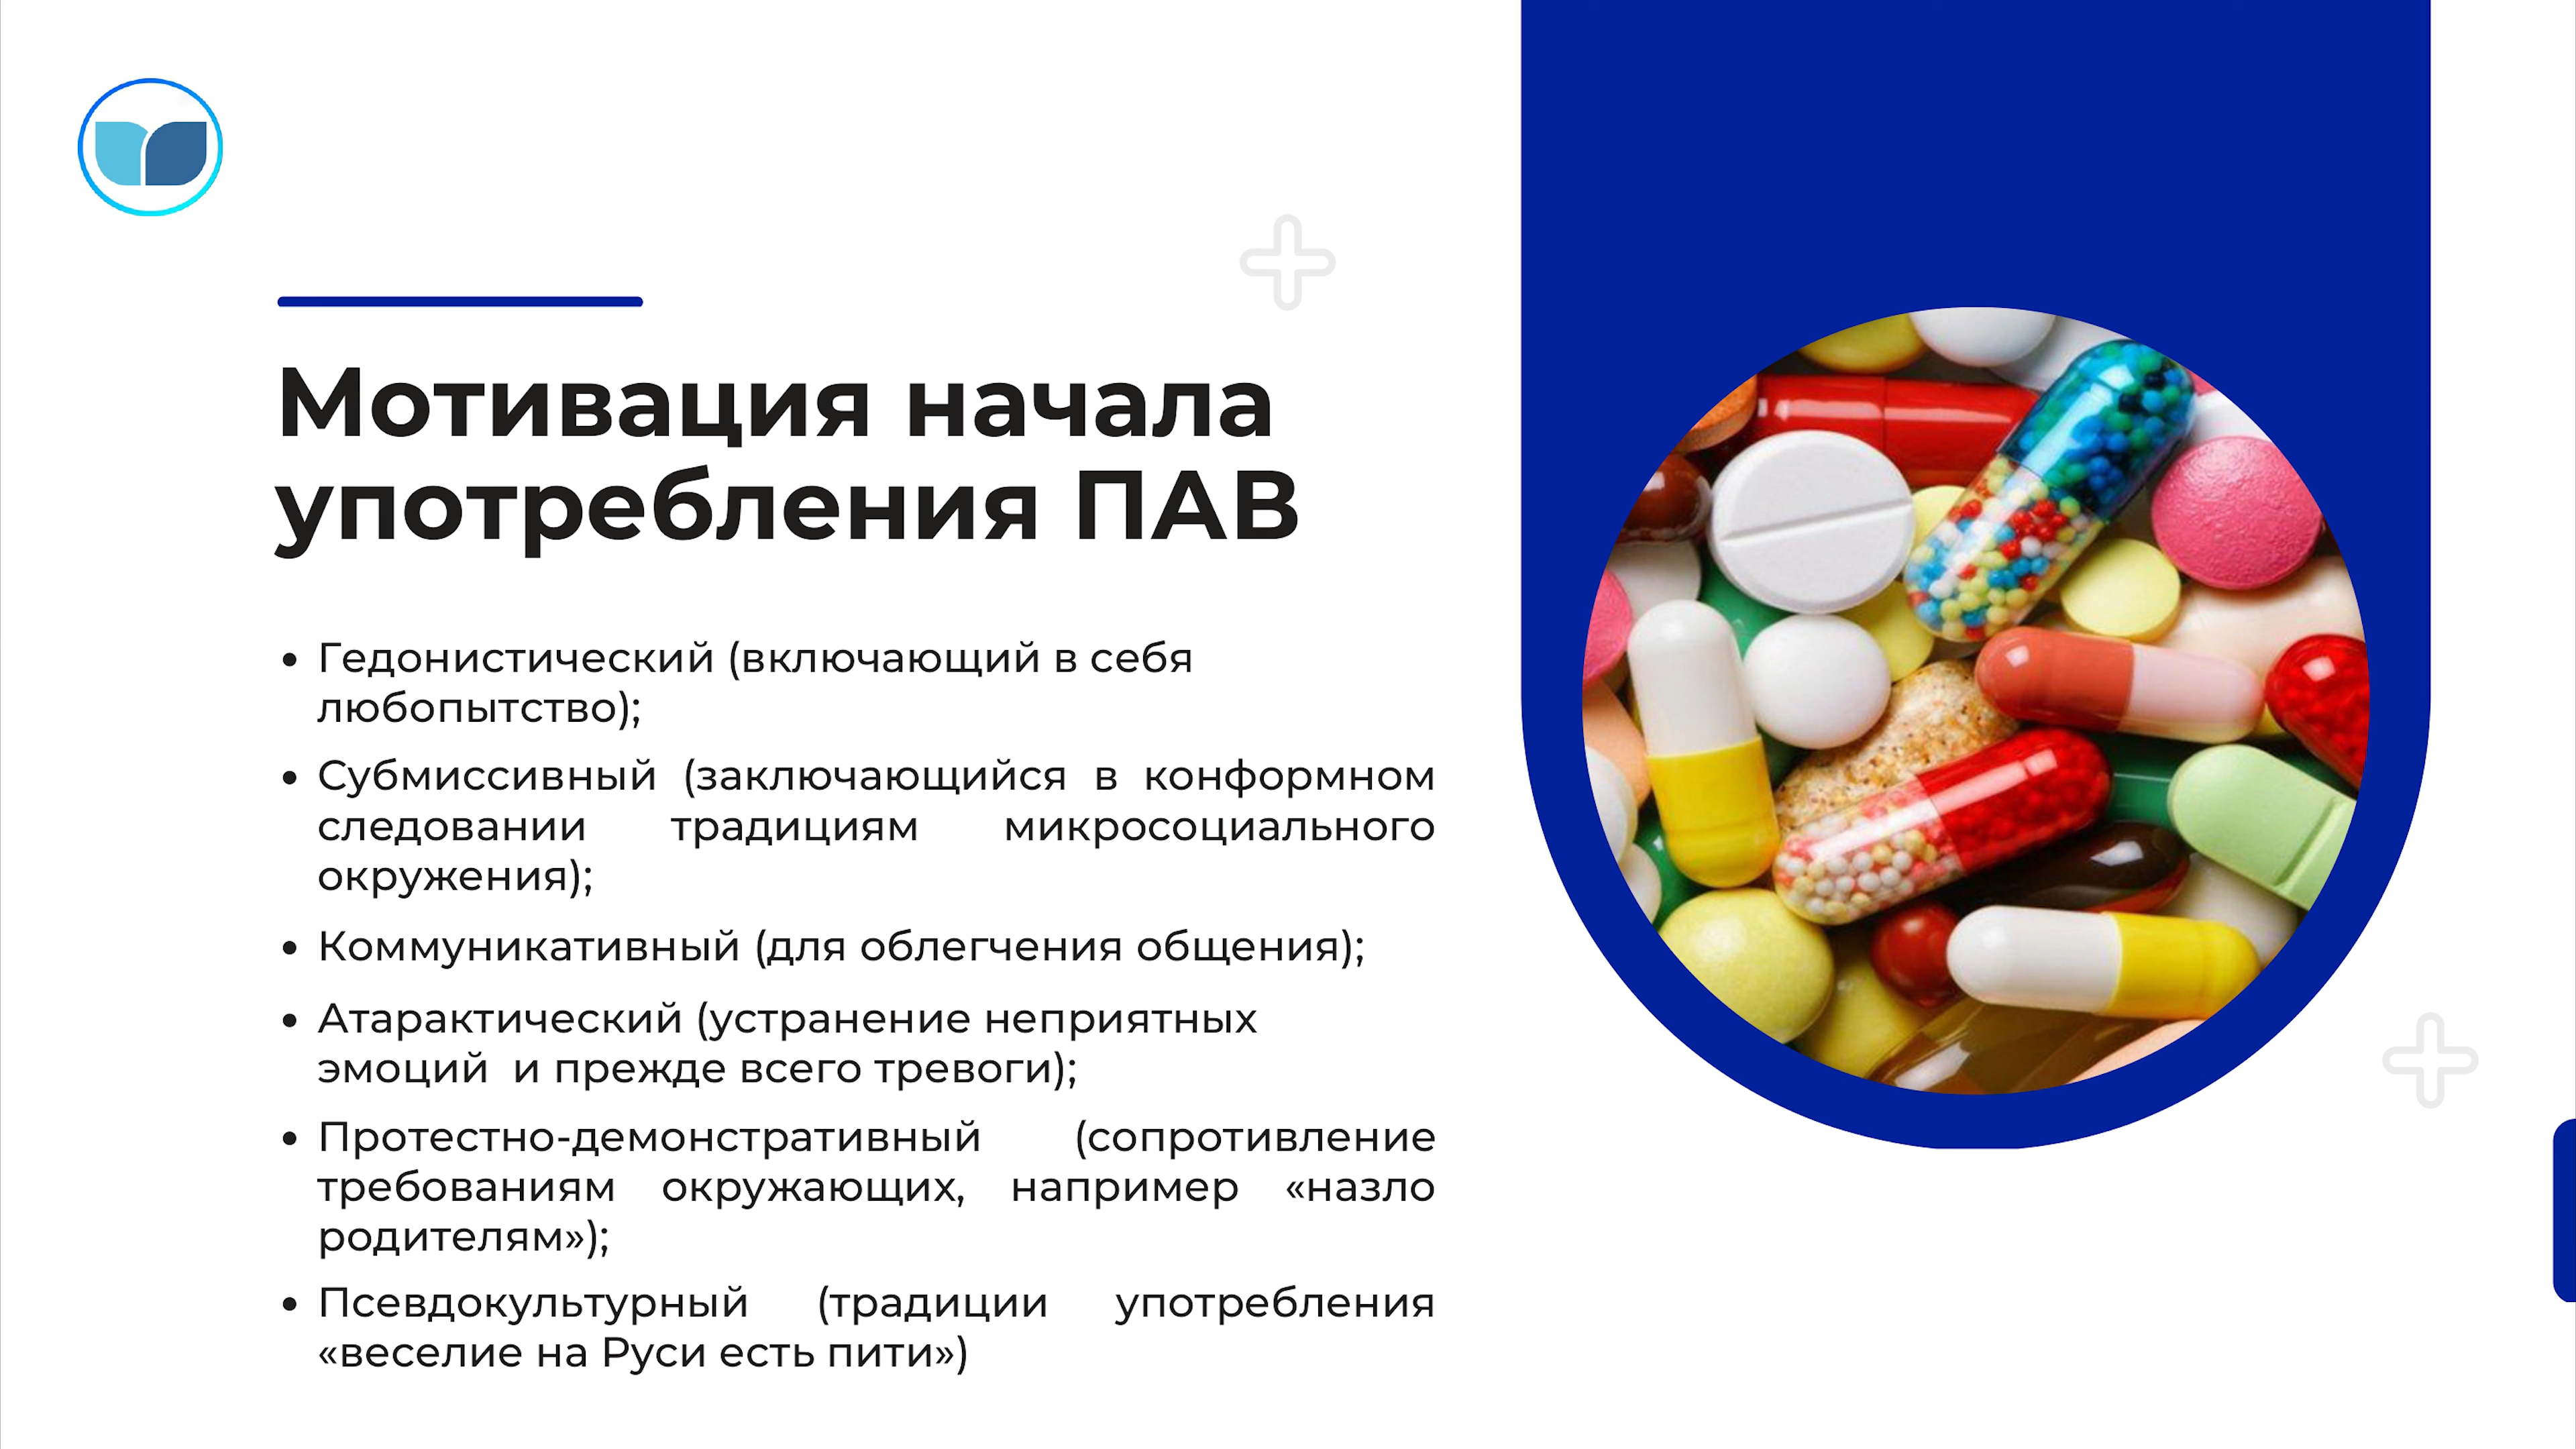 Мотивация начала
употребления ПАВ
• Гедонистический (включающий в себя
любопытство);
• Субмиссивный (заключающийся в конформном
следовании традициям микросоциального
окружения);
• Коммуникативный (для облегчения общения);
• Атарактический (устранение неприятных
эмоций и прежде всего тревоги);
• Протестно-демонстративный (сопротивление
требованиям окружающих, например «назло
родителям»);
• Псевдокультурный (традиции употребления
«веселие на Руси есть пити»)